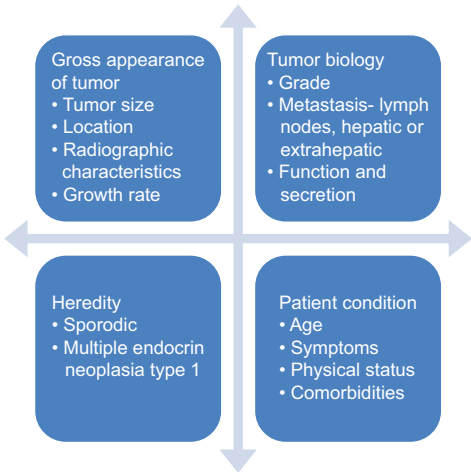 Gross appearance
of tumor
• Tumor size
• Location
• Radiographic
characteristics
• Growth rate
Tumor biology
• Grade
• Metastasis- lymph
nodes, hepatic or
extrahepatic
• Function and
secretion
Heredity
• Sporodic
• Multiple endocrin
neoplasia type 1
Patient condition
• Age
• Symptoms
• Physical status
• Comorbidities